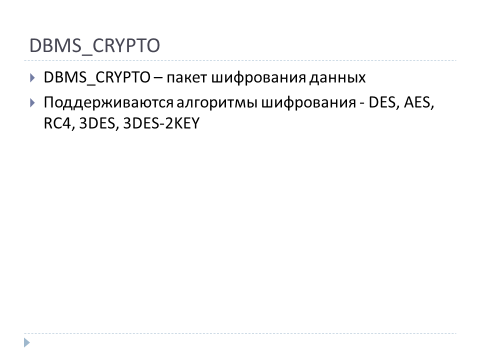 DBMS_CRYPTO
DBMS_CRYPTO – пакет шифрования данных
Поддерживаются алгоритмы шифрования - DES, AES,
RC4, 3DES, 3DES-2KEY